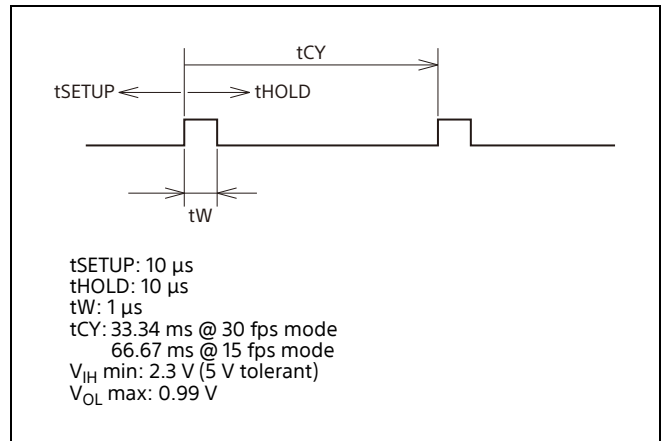 tCY
tSETUP tHOLD
tW
tSETUP: 10 µs
tHOLD: 10 µs
tW: 1 µs
tCY: 33.34 ms @ 30 fps mode
66.67 ms @ 15 fps mode
VIH min: 2.3 V (5 V tolerant)
VOL max: 0.99 V